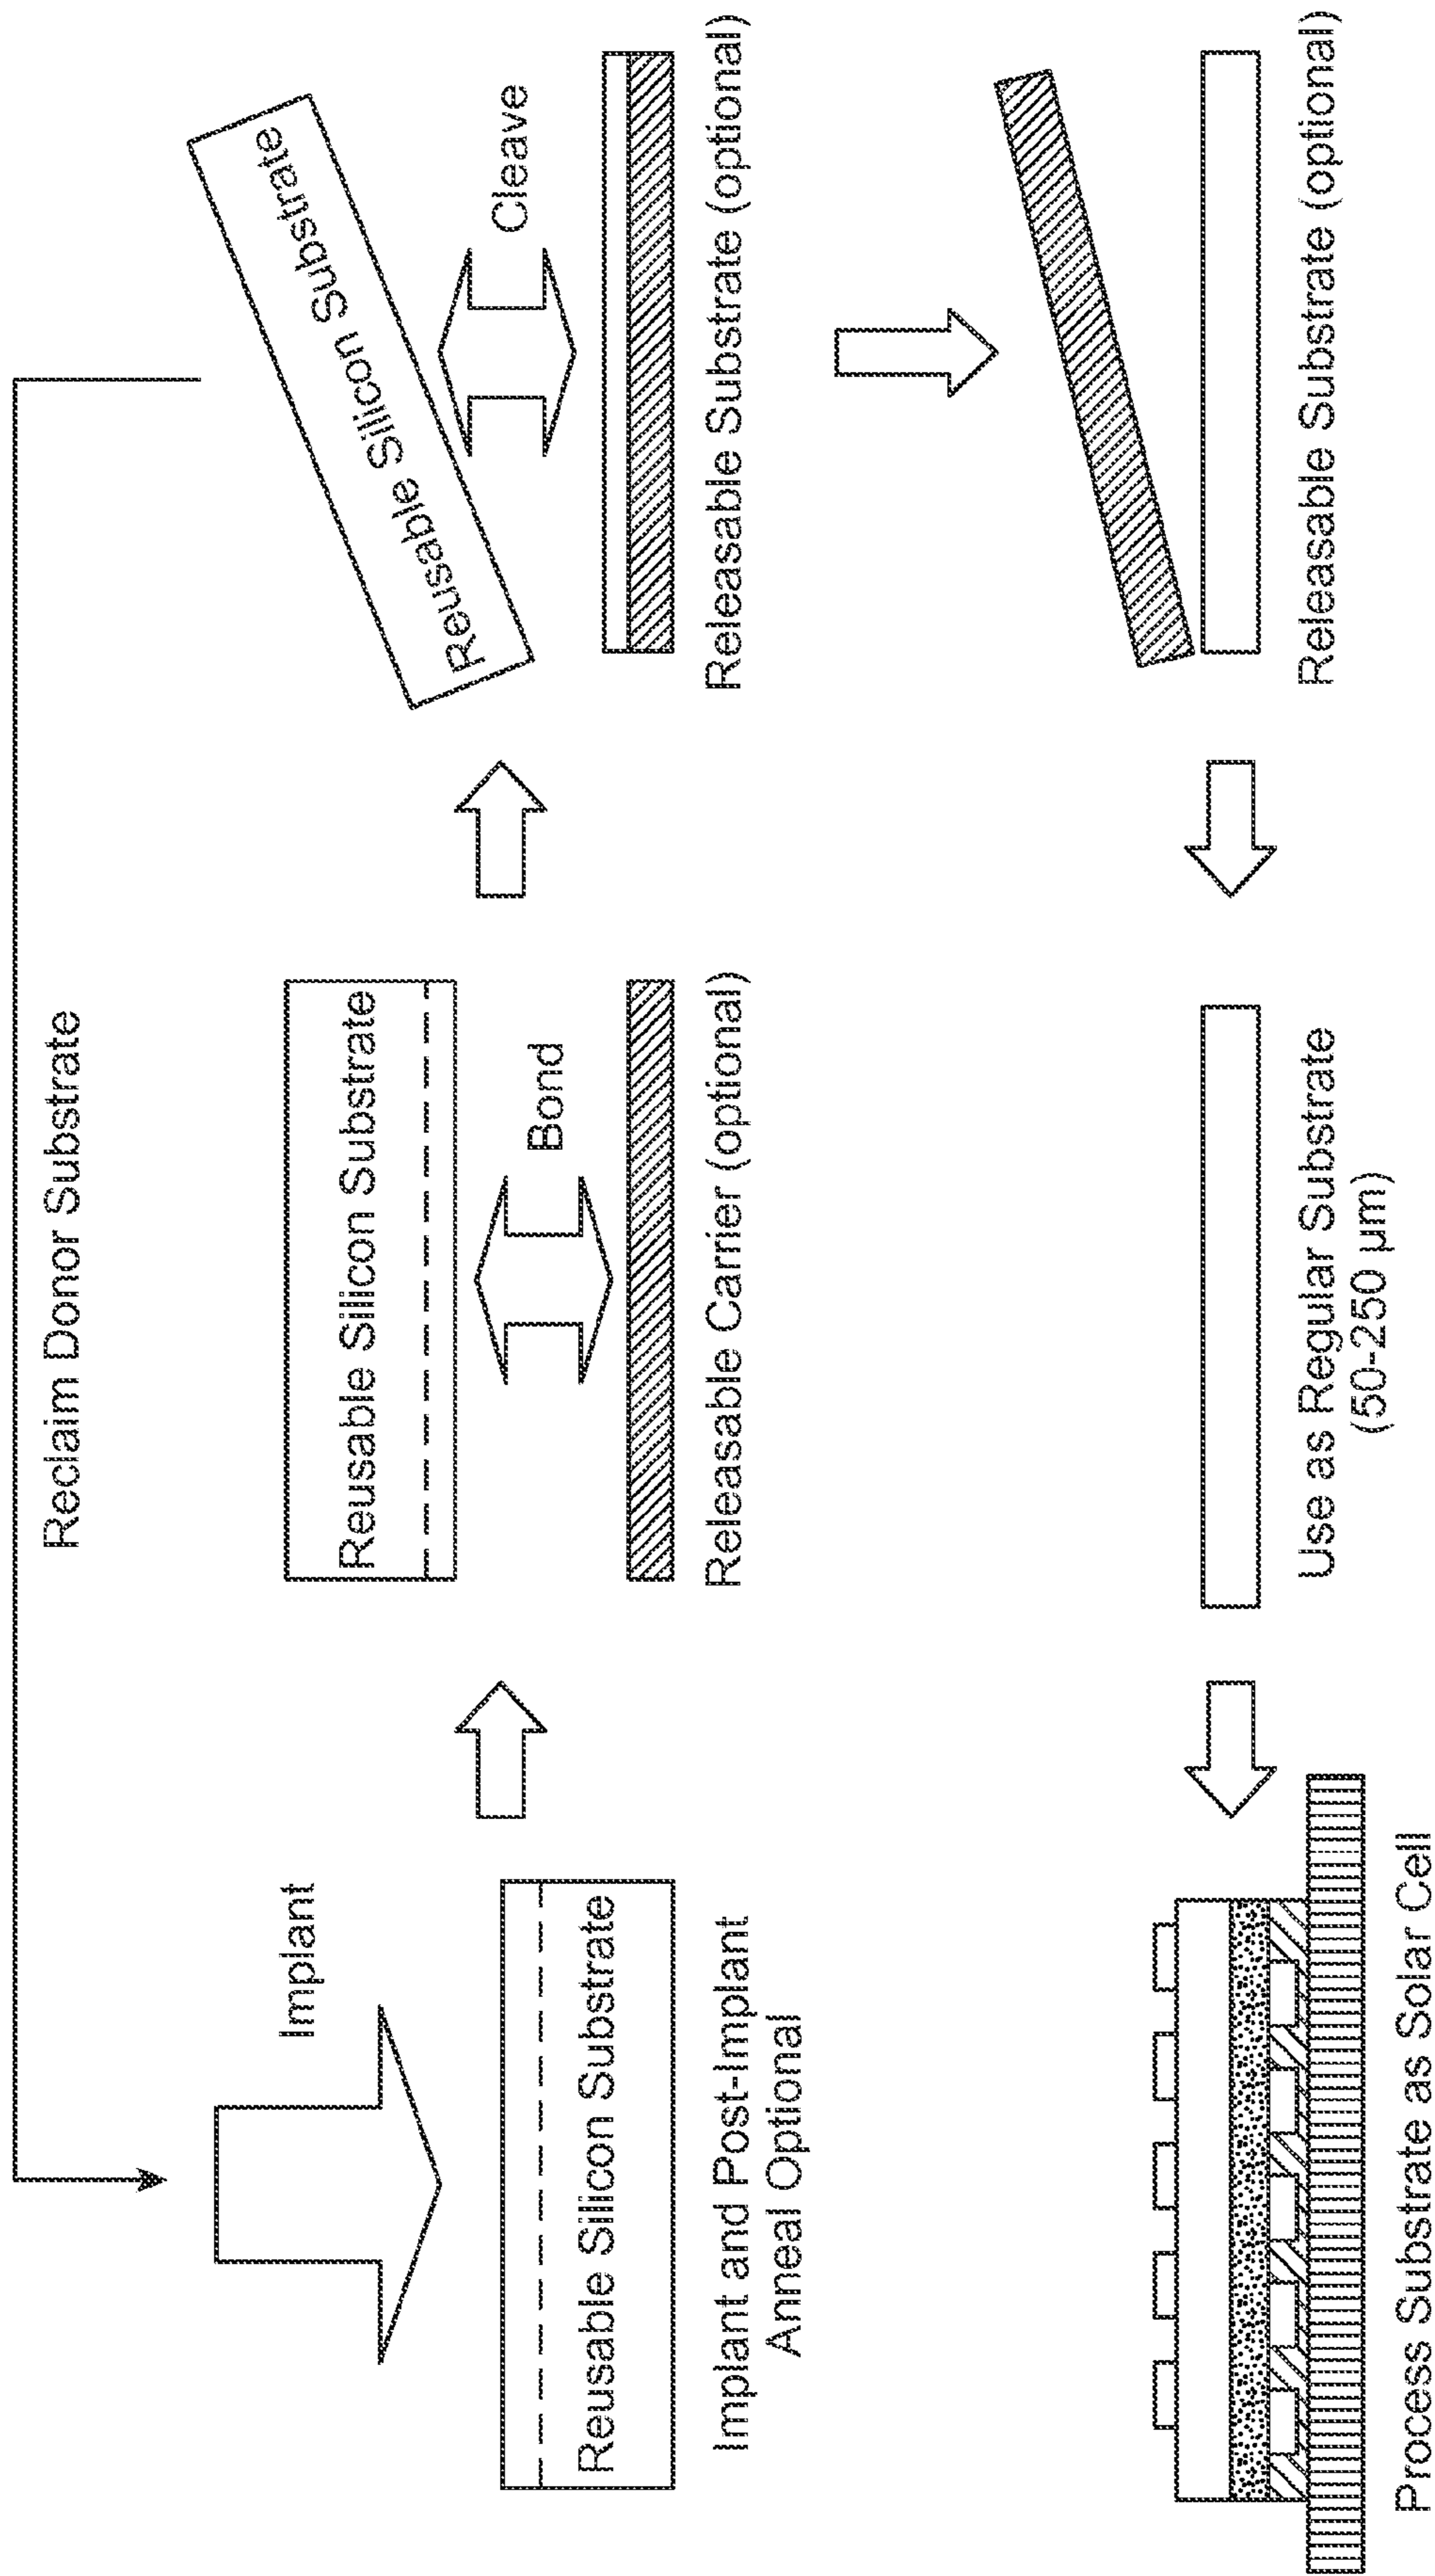 Reclaim Donor Substrate
Implant
Reusable Silicon Substrate
Implant and Post-Implant
Anneal Optional
Reusable Silicon Substrate
Bond
Releasable Carrier (optional)
Reusable Silicon Substrate
Cleave
Releasable Substrate (optional)
Releasable Substrate (optional)
Use as Regular Substrate
(50-250 µm)
Process Substrate as Solar Cell